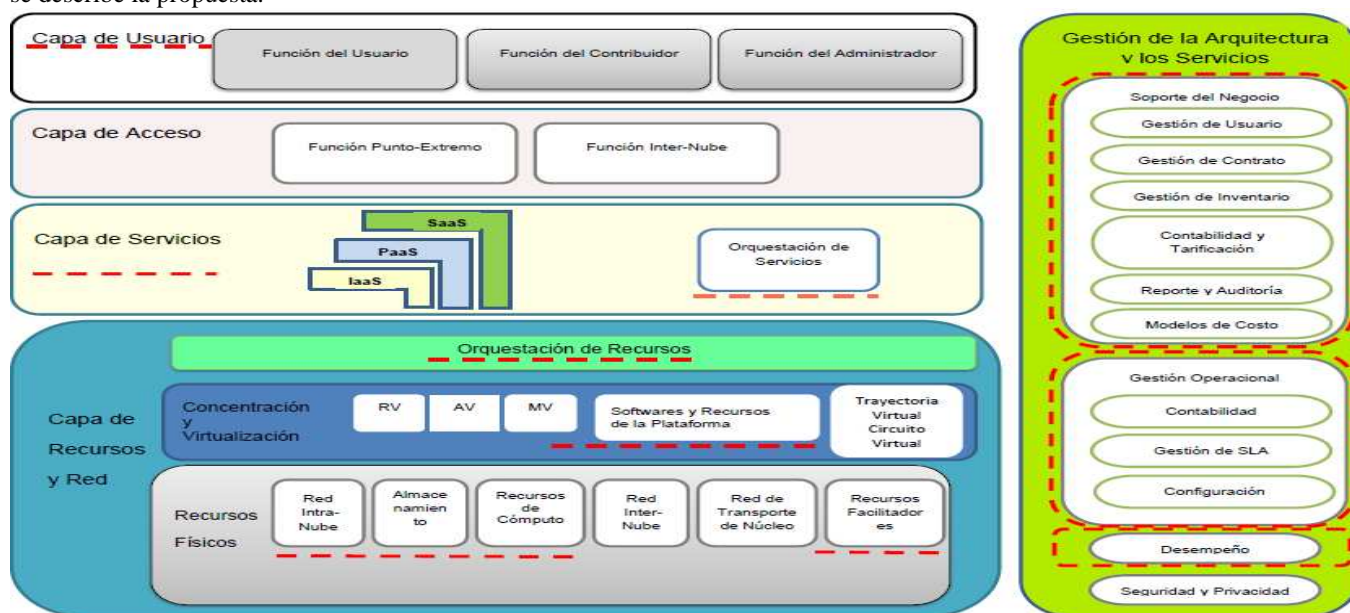 se describe la propuesta.
Capa de Usuario
Función del Usuario
Función del Contribuidor
Función del Administrador
Capa de Acceso
Función Punto-Extremo
Función Inter-Nube
Capa de Servicios
SaaS
PaaS
IaaS
Orquestación de
Servicios
Orquestación de Recursos
Capa de
Recursos
y Red
Concentración
y
Virtualización
RV
AV
MV
Softwares y Recursos
de la Plataforma
Trayectoria
Virtual
Circuito
Virtual
Recursos
Físicos
Red
Intra-
Nube
Almace
namien
to
Recursos
de
Cómputo
Red
Inter-
Nube
Red de
Transporte
de Núcleo
Recursos
Facilitador
es
Gestión de la Arquitectura
y los Servicios
Soporte del Negocio
Gestión de Usuario
Gestión de Contrato
Gestión de Inventario
Contabilidad y
Tarificación
Reporte y Auditoría
Modelos de Costo
Gestión Operacional
Contabilidad
Gestión de SLA
Configuración
Desempeño
Seguridad y Privacidad